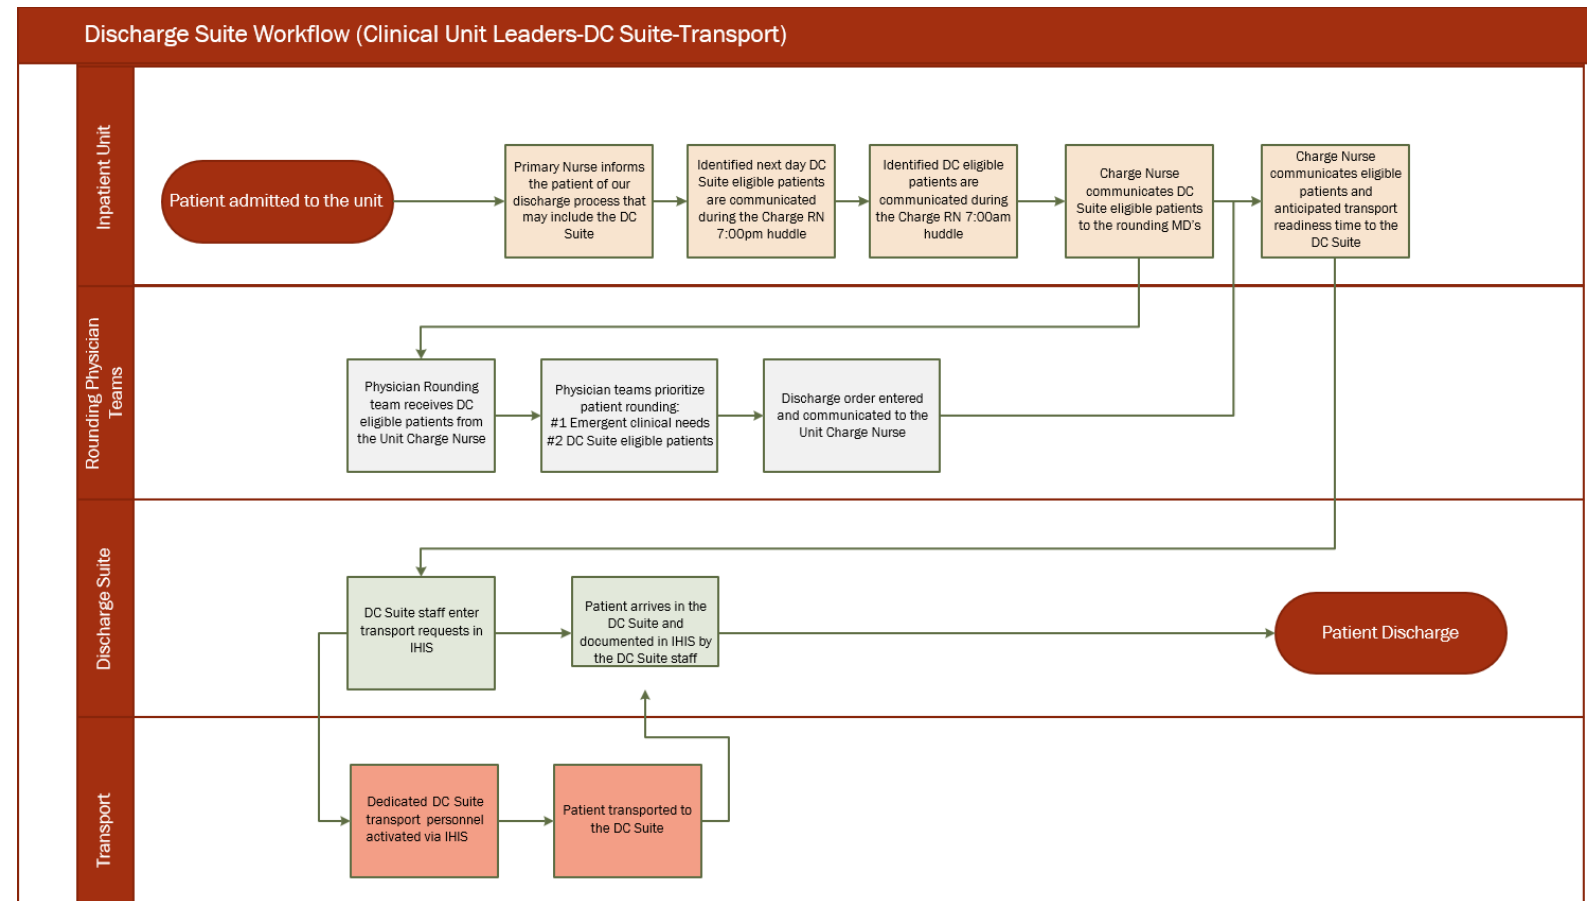 Discharge Suite Workflow (Clinical Unit Leaders-DC Suite-Transport)
Inpatient Unit
Patient admitted to the unit
Primary Nurse informs
the patient of our
discharge process that
may include the DC
Suite
Identified next day DC
Suite eligible patients
are communicated
during the Charge RN
7:00pm huddle
Identified DC eligible
patients are
communicated during
the Charge RN 7:00am
huddle
Charge Nurse
communicates DC
Suite eligible patients
to the rounding MD's
Charge Nurse
communicates eligible
patients and
anticipated transport
readiness time to the
DC Suite
Rounding Physician
Teams
Physician Rounding
team receives DC
eligible patients from
the Unit Charge Nurse
Physician teams prioritize
patient rounding:
#1 Emergent clinical needs
#2 DC Suite eligible patients
Discharge order entered
and communicated to the
Unit Charge Nurse
Discharge Suite
DC Suite staff enter
transport requests in
IHIS
Patient arrives in the
DC Suite and
documented in IHIS by
the DC Suite staff
Patient Discharge
Transport
Dedicated DC Suite
transport personnel
activated via IHIS
Patient transported to
the DC Suite